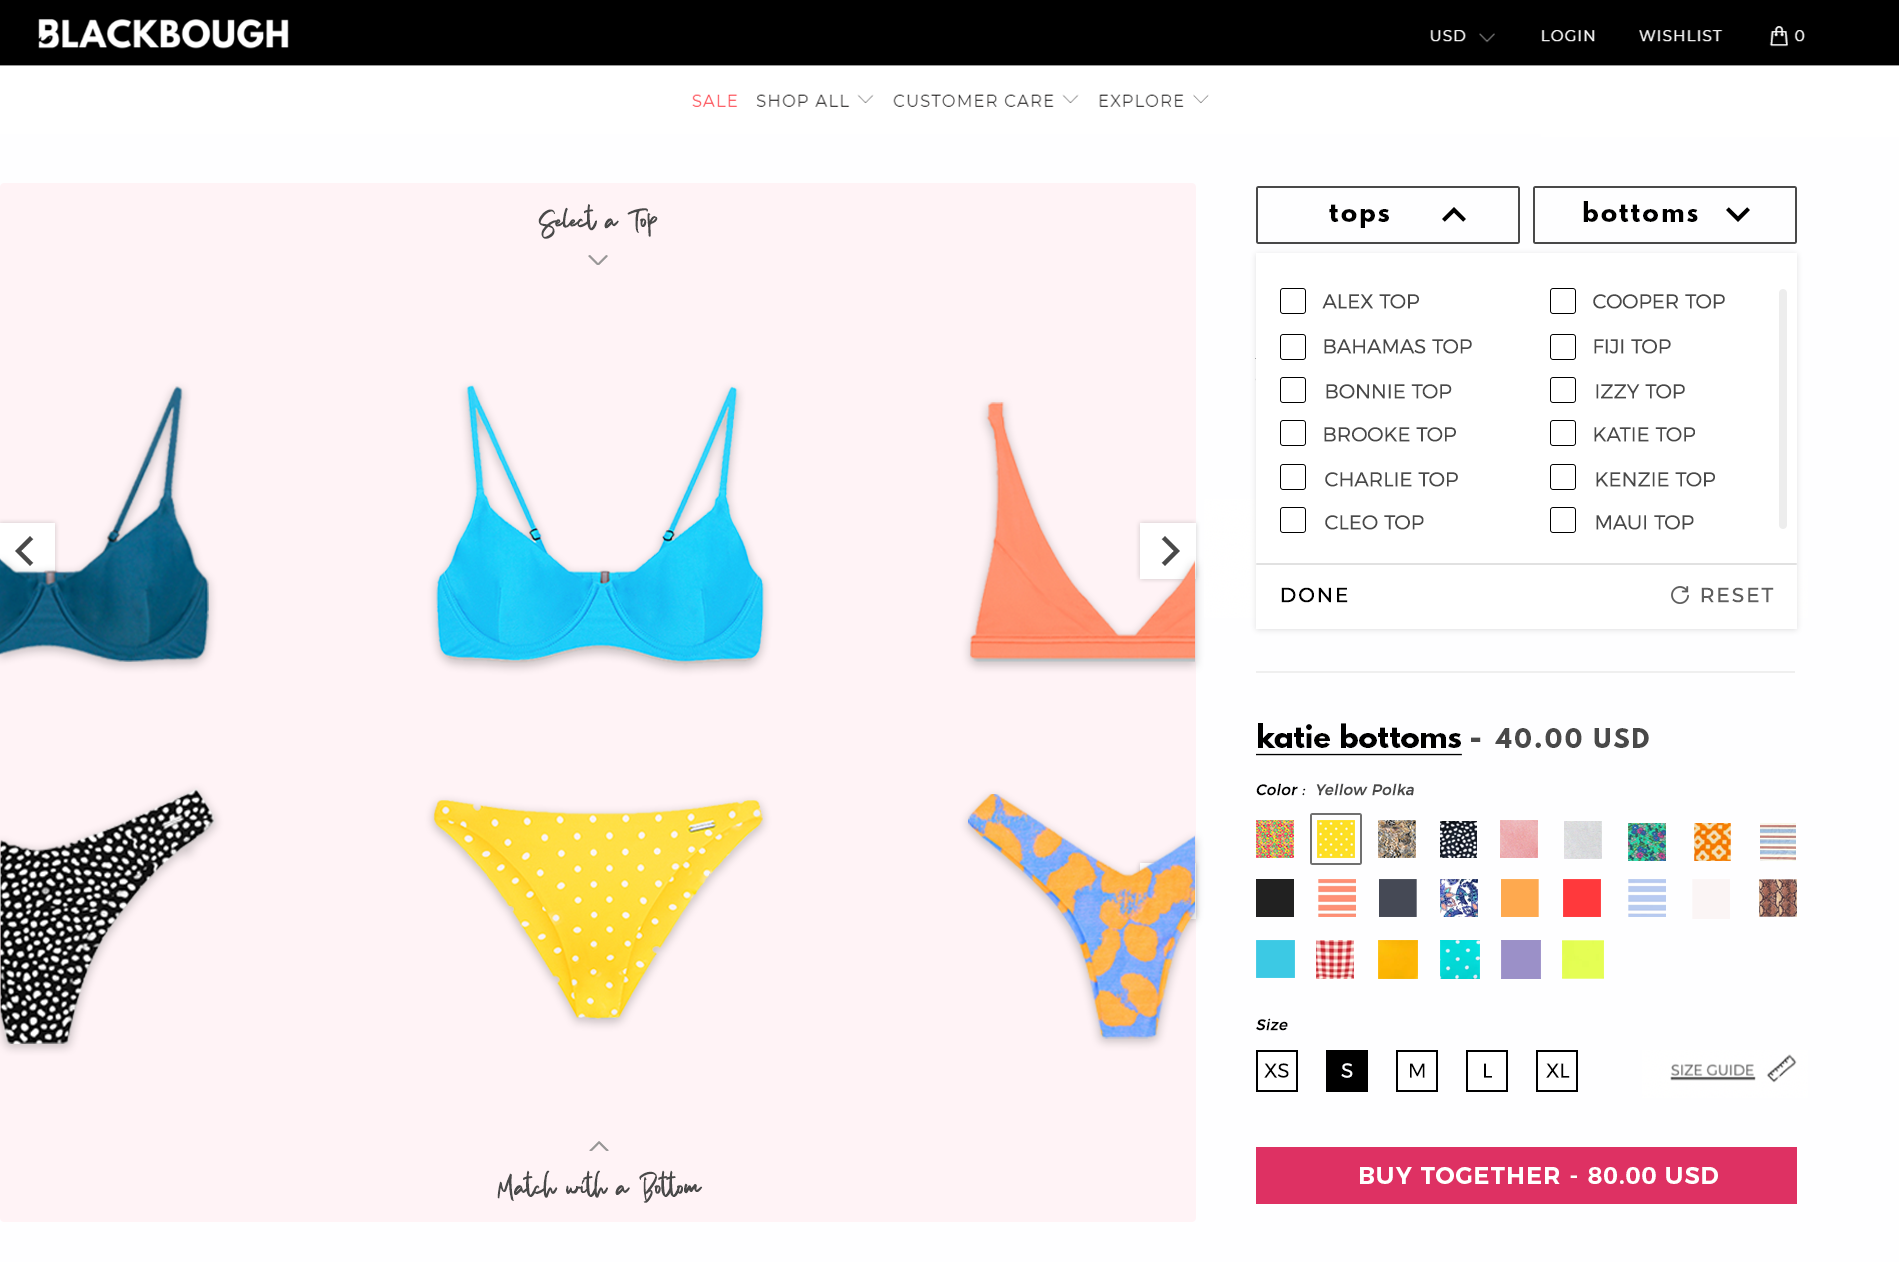 BLACKBOUGH
USD LOGIN WISHLIST 0
SALE SHOP ALL CUSTOMER CARE EXPLORE
Select a Top
tops bottoms
ALEX TOP COOPER TOP
BAHAMAS TOP FIJI TOP
BONNIE TOP IZZY TOP
BROOKE TOP KATIE TOP
CHARLIE TOP KENZIE TOP
CLEO TOP MAUI TOP
DONE RESET
katie bottoms - 40.00 USD
Color : Yellow Polka
Size
XS S M L XL SIZE GUIDE
BUY TOGETHER - 80.00 USD
Match with a Bottom